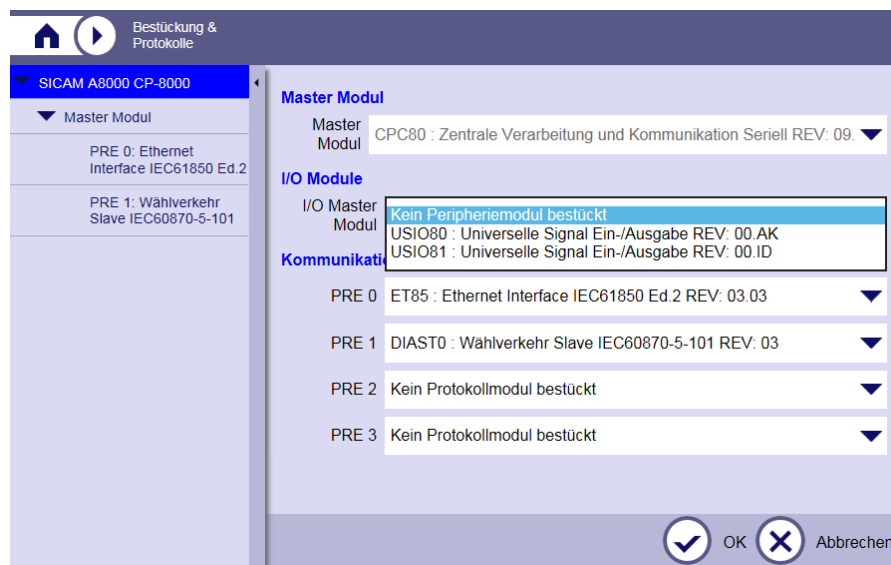 Bestückung &
Protokolle
SICAM A8000 CP-8000
Master Modul
PRE 0: Ethernet
Interface IEC61850 Ed.2
PRE 1: Wählverkehr
Slave IEC60870-5-101
Master Modul
Master
Modul
CPC80 : Zentrale Verarbeitung und Kommunikation Seriell REV: 09.
I/O Module
I/O Master
Modul
Kein Peripheriemodul bestückt
USIO80 : Universelle Signal Ein-/Ausgabe REV: 00.AK
USIO81 : Universelle Signal Ein-/Ausgabe REV: 00.ID
Kommunikati
PRE 0 ET85 : Ethernet Interface IEC61850 Ed.2 REV: 03.03
PRE 1 DIAST0 : Wählverkehr Slave IEC60870-5-101 REV: 03
PRE 2 Kein Protokollmodul bestückt
PRE 3 Kein Protokollmodul bestückt
OK Abbrechen